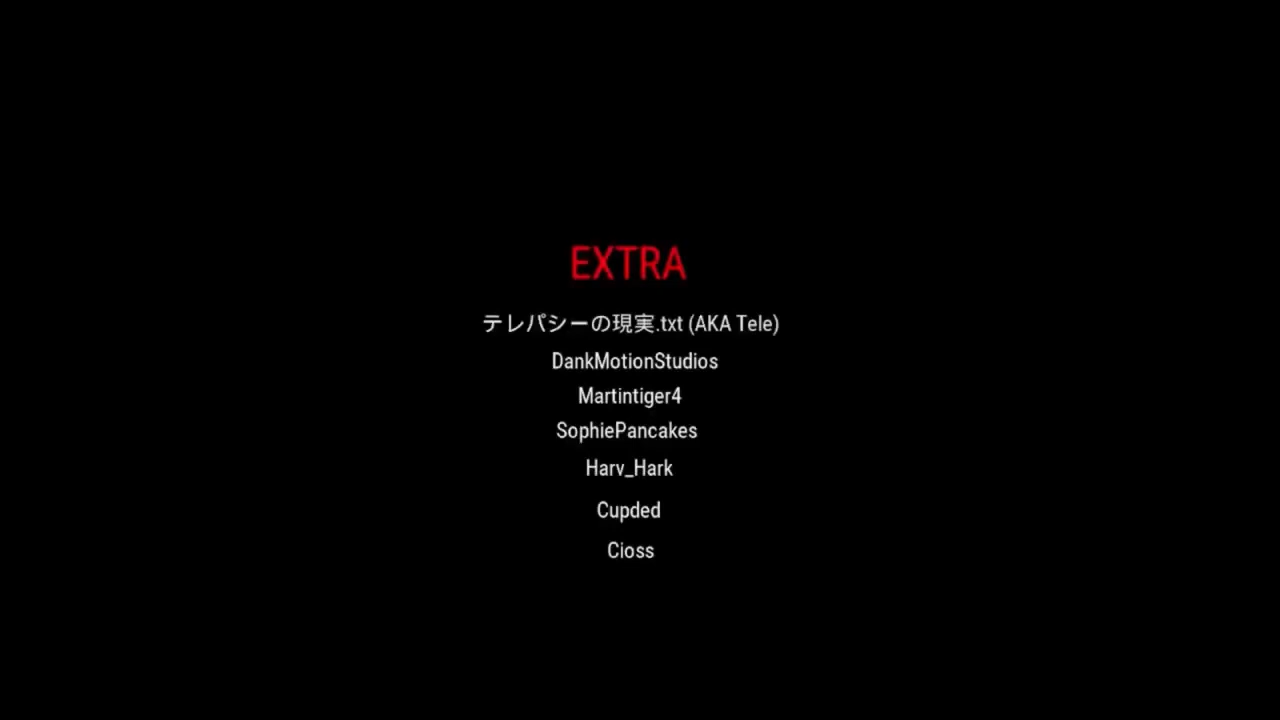 EXTRA
テレパシーの現実.txt (AKA Tele)
DankMotionStudios
Martintiger4
SophiePancakes
Harv_Hark
Cupded
Cioss